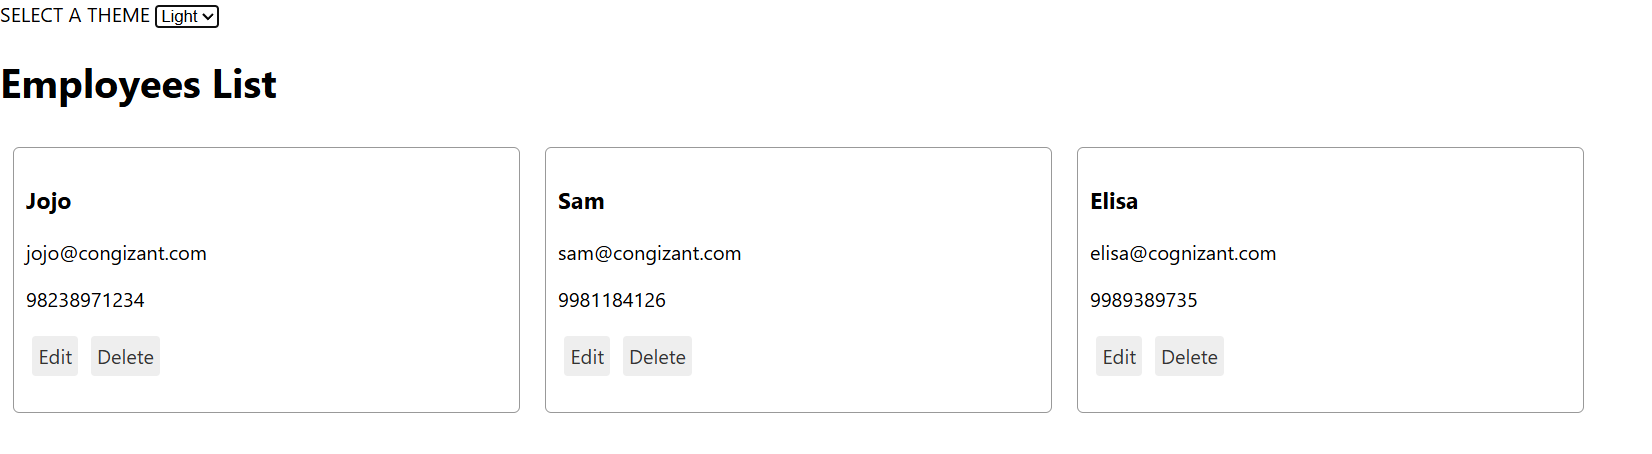 SELECT A THEME Light
Employees List
Jojo
jojo@congizant.com
98238971234
Edit Delete
Sam
sam@congizant.com
9981184126
Edit Delete
Elisa
elisa@cognizant.com
9989389735
Edit Delete